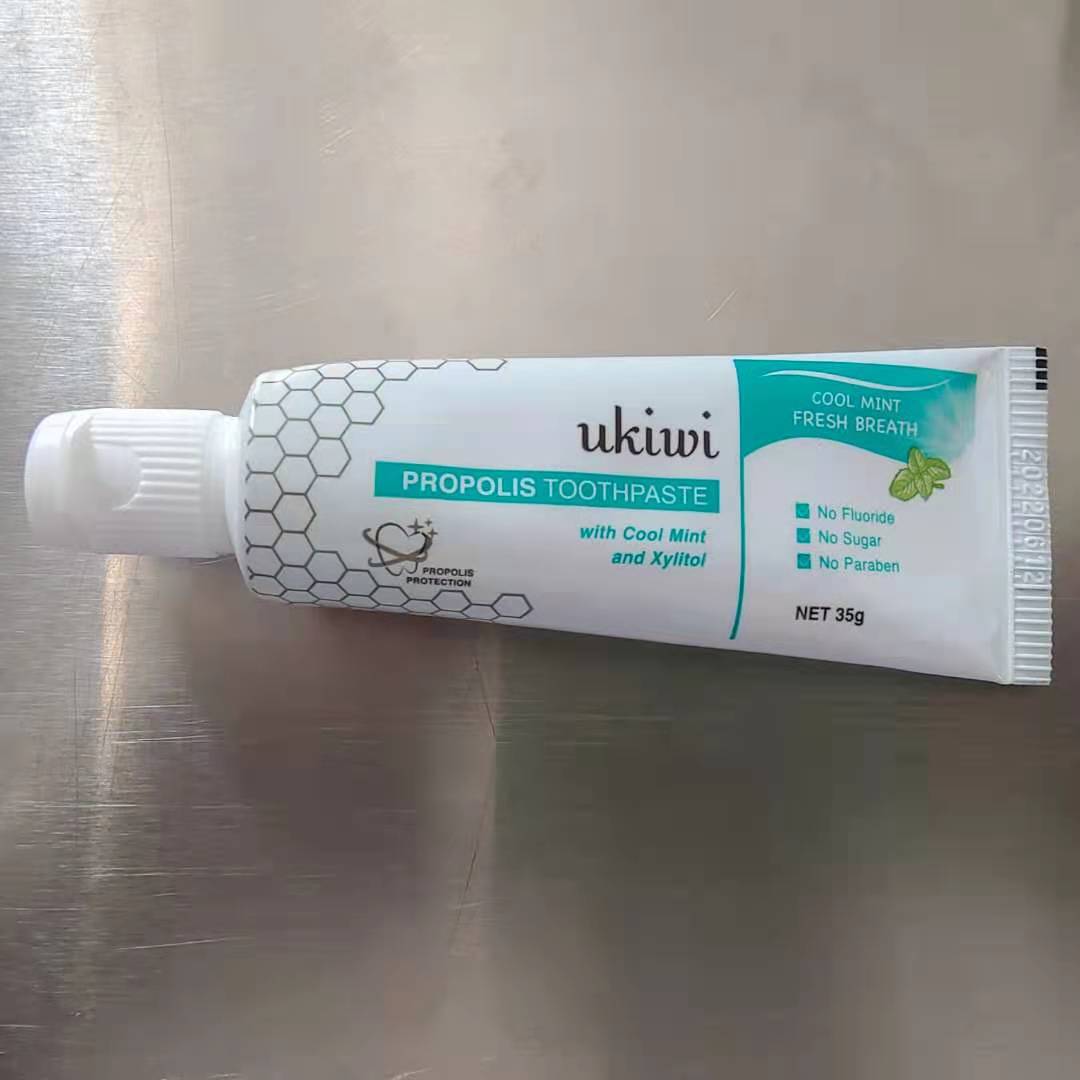 ukiwi
PROPOLIS TOOTHPASTE
with Cool Mint
and Xylitol
PROPOLIS
PROTECTION
COOL MINT
FRESH BREATH
No Fluoride
No Sugar
No Paraben
NET 35g
20220612